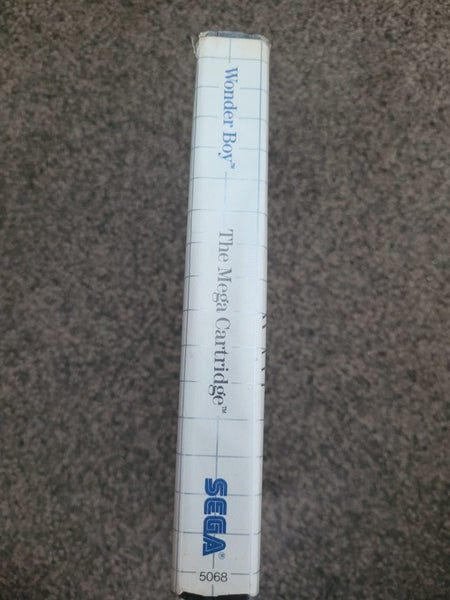 Wonder Boy™
The Mega Cartridge™
SEGA®
5068